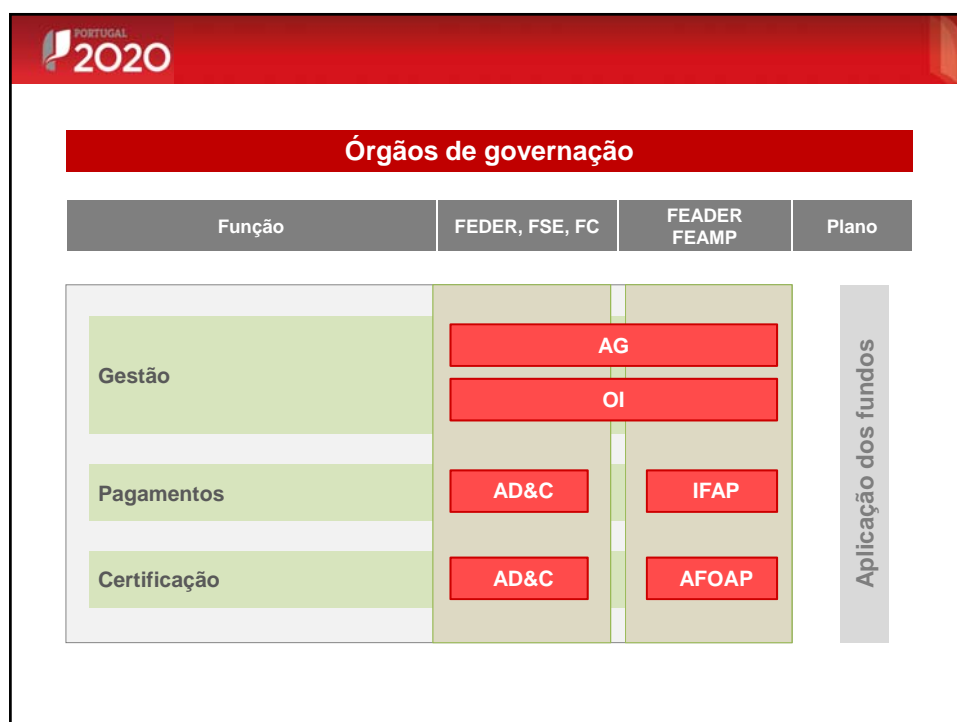 PORTUGAL
2020
Órgãos de governação
Função
FEDER, FSE, FC
FEADER
FEAMP
Plano
Gestão
AG
OI
Pagamentos
AD&C
IFAP
Certificação
AD&C
AFOAP
Aplicação dos fundos